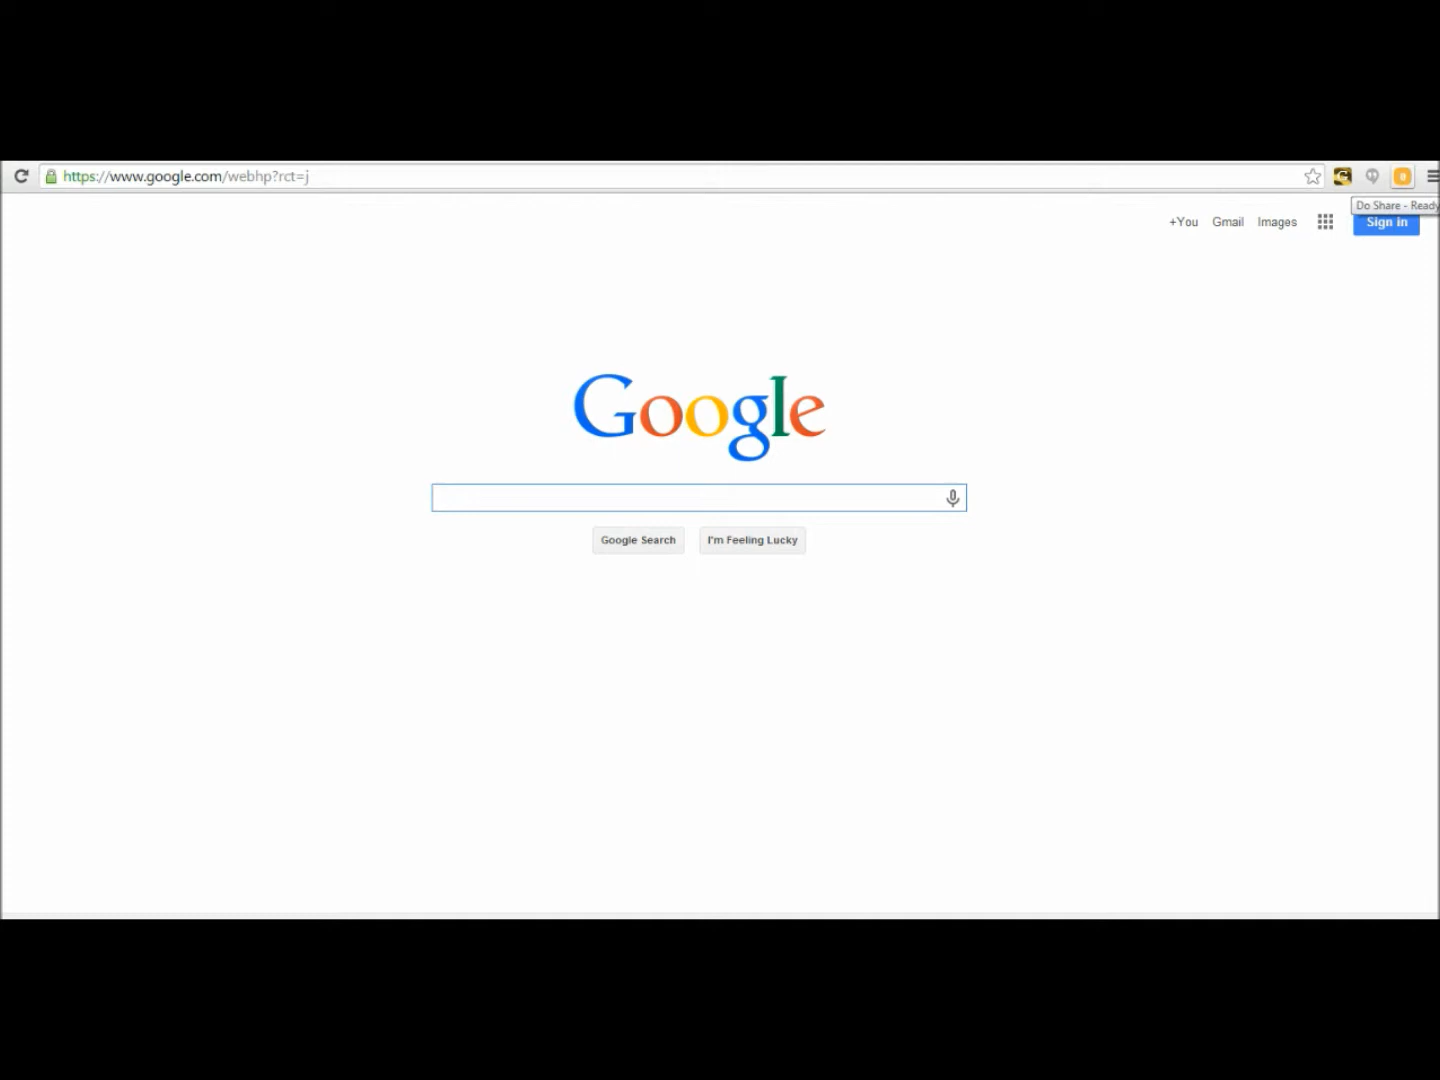 https://www.google.com/webhp?rct=j
Do Share - Ready
+You Gmail Images Sign in
Google
Google Search I'm Feeling Lucky